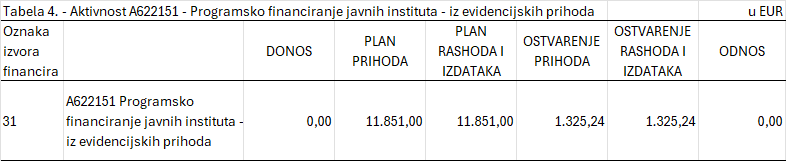 Tabela 4. - Aktivnost A622151 - Programsko financiranje javnih instituta - iz evidencijskih prihoda u EUR
Oznaka izvora financira DONOS PLAN PRIHODA PLAN RASHODA I IZDATAKA OSTVARENJE PRIHODA OSTVARENJE RASHODA I IZDATAKA ODNOS
31 A622151 Programsko financiranje javnih instituta - iz evidencijskih prihoda 0,00 11.851,00 11.851,00 1.325,24 1.325,24 0,00